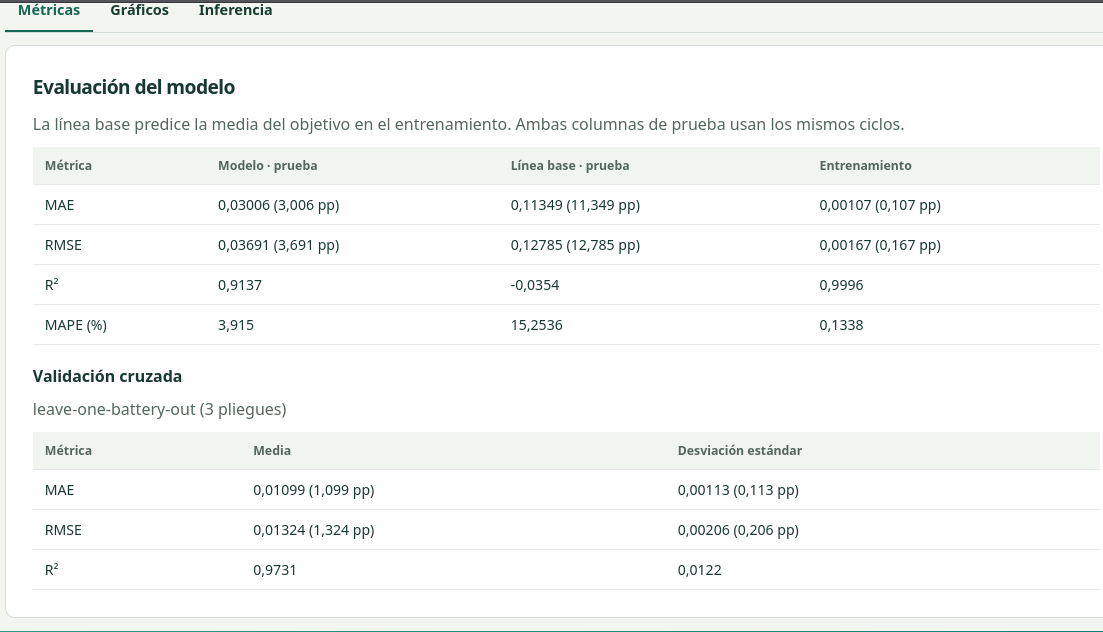 Métricas Gráficos Inferencia
Evaluación del modelo
La línea base predice la media del objetivo en el entrenamiento. Ambas columnas de prueba usan los mismos ciclos.
Métrica Modelo · prueba Línea base · prueba Entrenamiento
MAE 0,03006 (3,006 pp) 0,11349 (11,349 pp) 0,00107 (0,107 pp)
RMSE 0,03691 (3,691 pp) 0,12785 (12,785 pp) 0,00167 (0,167 pp)
R² 0,9137 -0,0354 0,9996
MAPE (%) 3,915 15,2536 0,1338
Validación cruzada
leave-one-battery-out (3 pliegues)
Métrica Media Desviación estándar
MAE 0,01099 (1,099 pp) 0,00113 (0,113 pp)
RMSE 0,01324 (1,324 pp) 0,00206 (0,206 pp)
R² 0,9731 0,0122